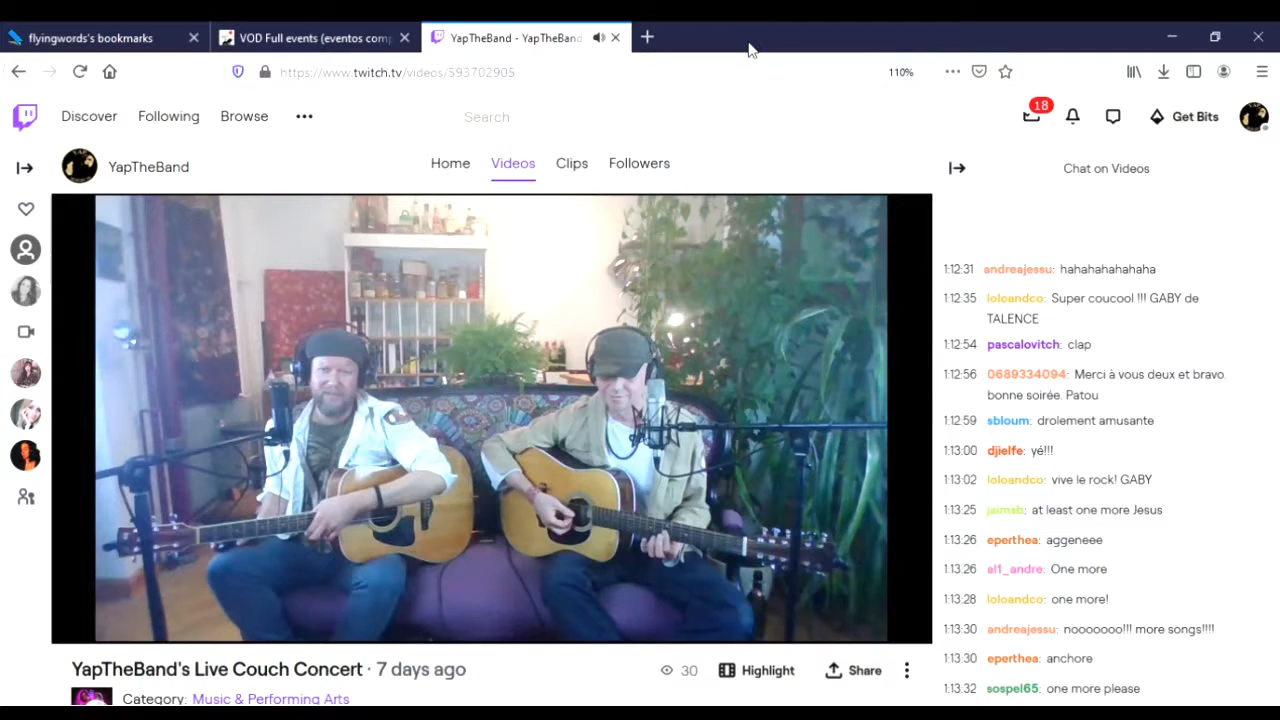 flyingwords's bookmarks
VOD Full events (eventos com
YapTheBand - YapTheBand
https://www.twitch.tv/videos/593702905
110%
Discover
Following
Browse
Search
18
Get Bits
YapTheBand
Home
Videos
Clips
Followers
Chat on Videos
1:12:31 andreajessu: hahahahahahaha
1:12:35 loloandco: Super coucool !!! GABY de
TALENCE
1:12:54 pascalovitch: clap
1:12:56 0689334094: Merci à vous deux et bravo.
bonne soirée. Patou
1:12:59 sbloum: drolement amusante
1:13:00 djielfe: yé!!!
1:13:02 loloandco: vive le rock! GABY
1:13:25 jaimsb: at least one more Jesus
1:13:26 eperthea: aggeneee
1:13:26 al1_andre: One more
1:13:28 loloandco: one more!
1:13:30 andreajessu: nooooooo!!! more songs!!!!
1:13:30 eperthea: anchore
1:13:32 sospel65: one more please
YapTheBand's Live Couch Concert · 7 days ago
30
Highlight
Share
Category: Music & Performing Arts